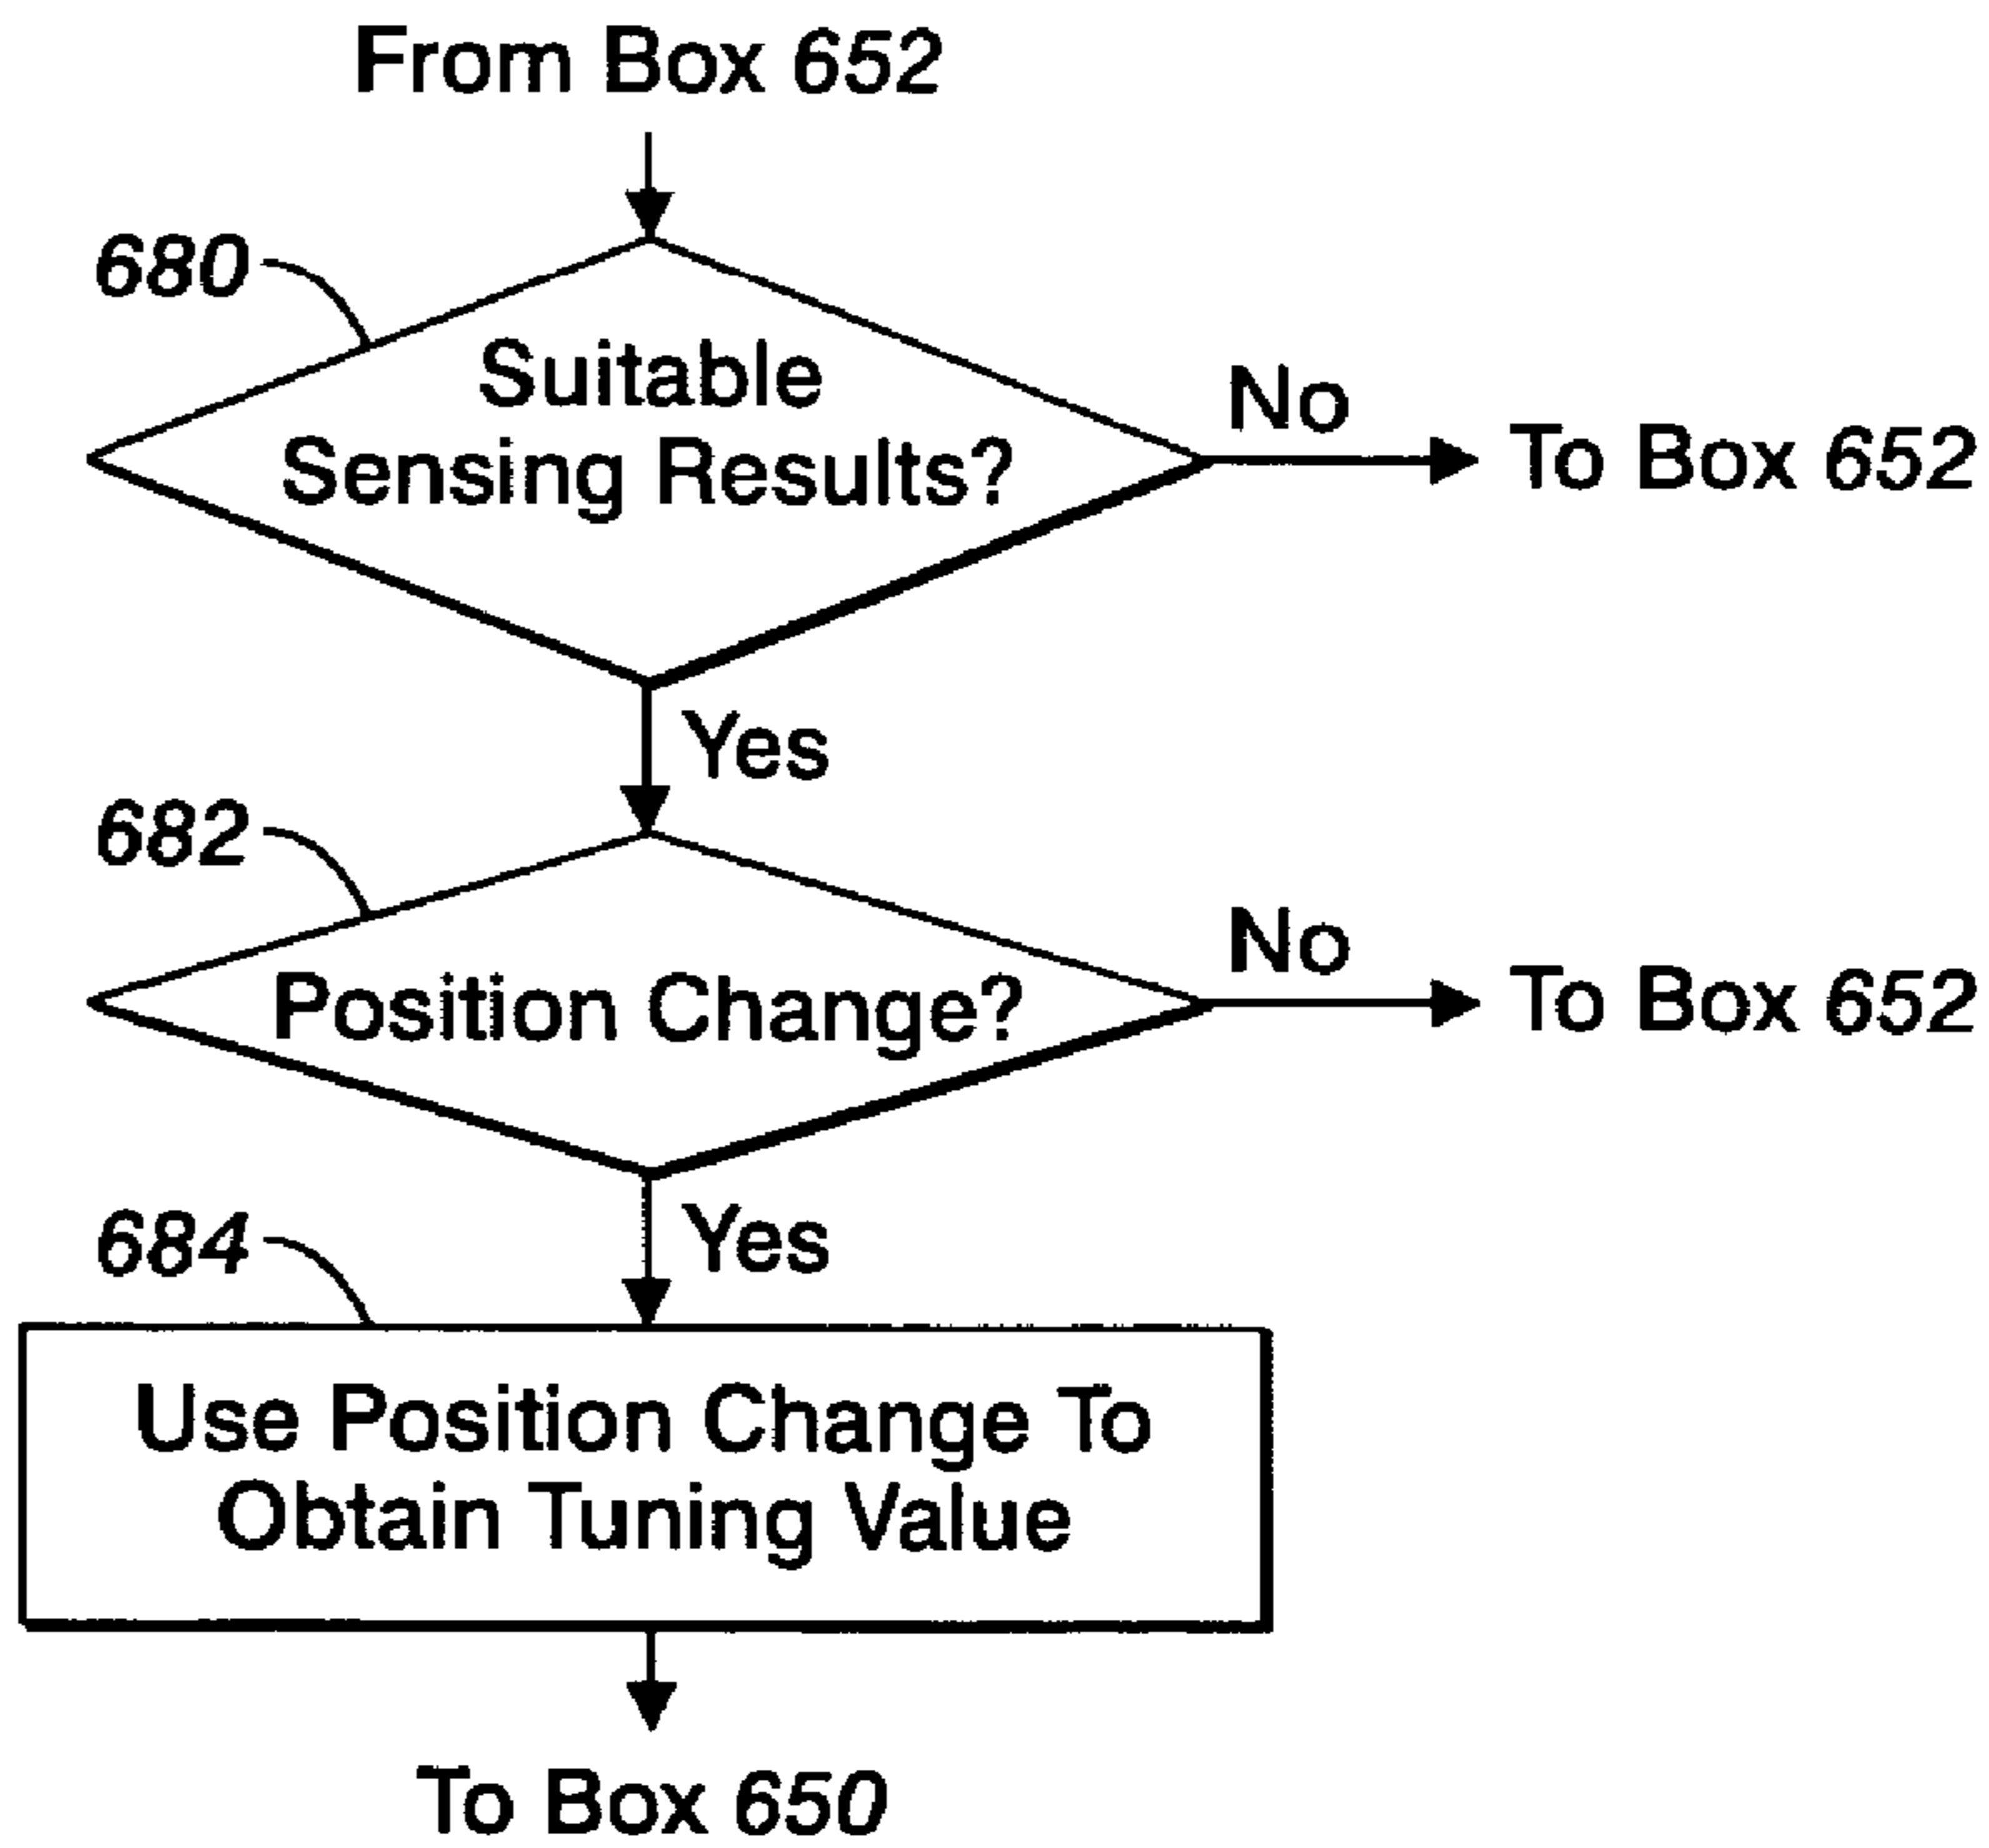 From Box 652
680
Suitable
Sensing Results?
No
To Box 652
Yes
682
Position Change?
No
To Box 652
Yes
684
Use Position Change To
Obtain Tuning Value
To Box 650